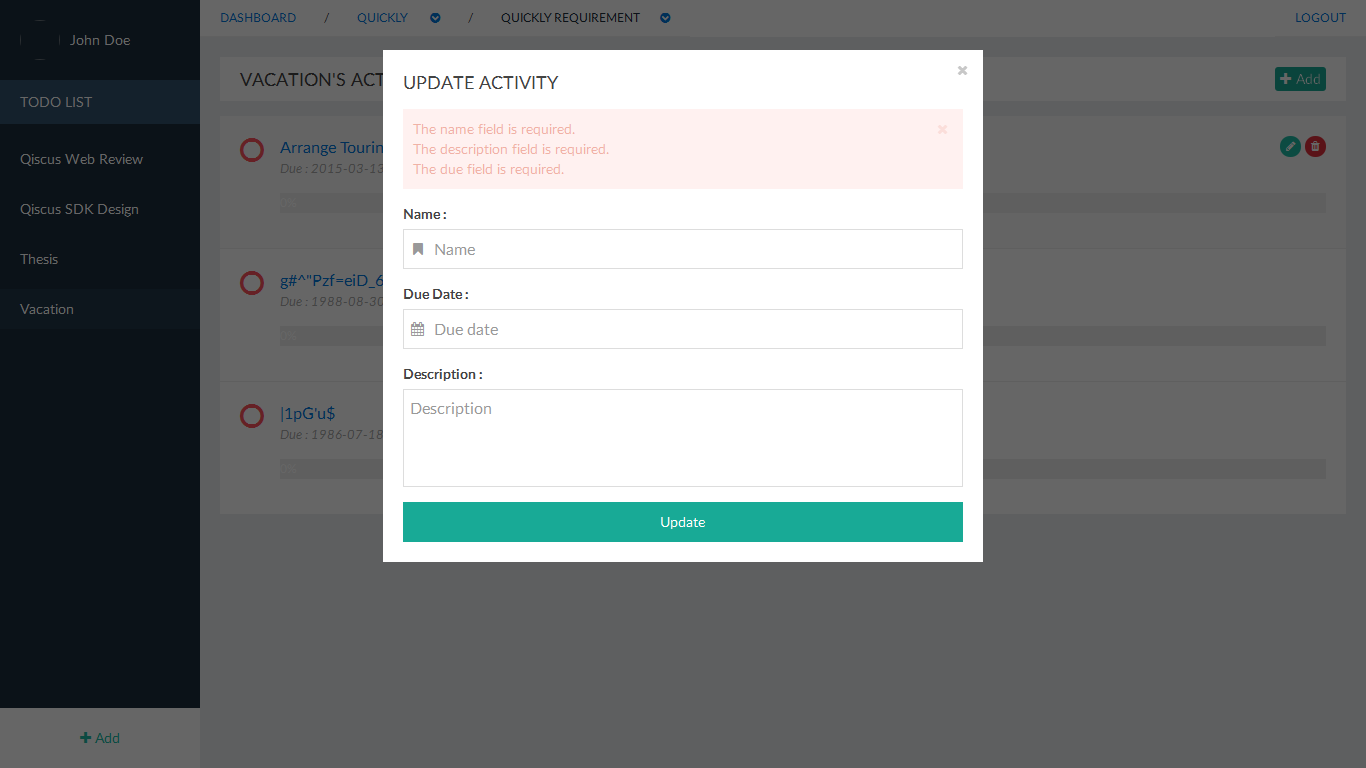 DASHBOARD / QUICKLY / QUICKLY REQUIREMENT LOGOUT
John Doe
TODO LIST
Qiscus Web Review
Qiscus SDK Design
Thesis
Vacation
Add
VACATION'S ACT
Add
Arrange Tourin
Due : 2015-03-13
0%
g#^"Pzf=eiD_6
Due : 1988-08-30
0%
|1pG'u$
Due : 1986-07-18
0%
UPDATE ACTIVITY
The name field is required.
The description field is required.
The due field is required.
Name :
Name
Due Date :
Due date
Description :
Description
Update